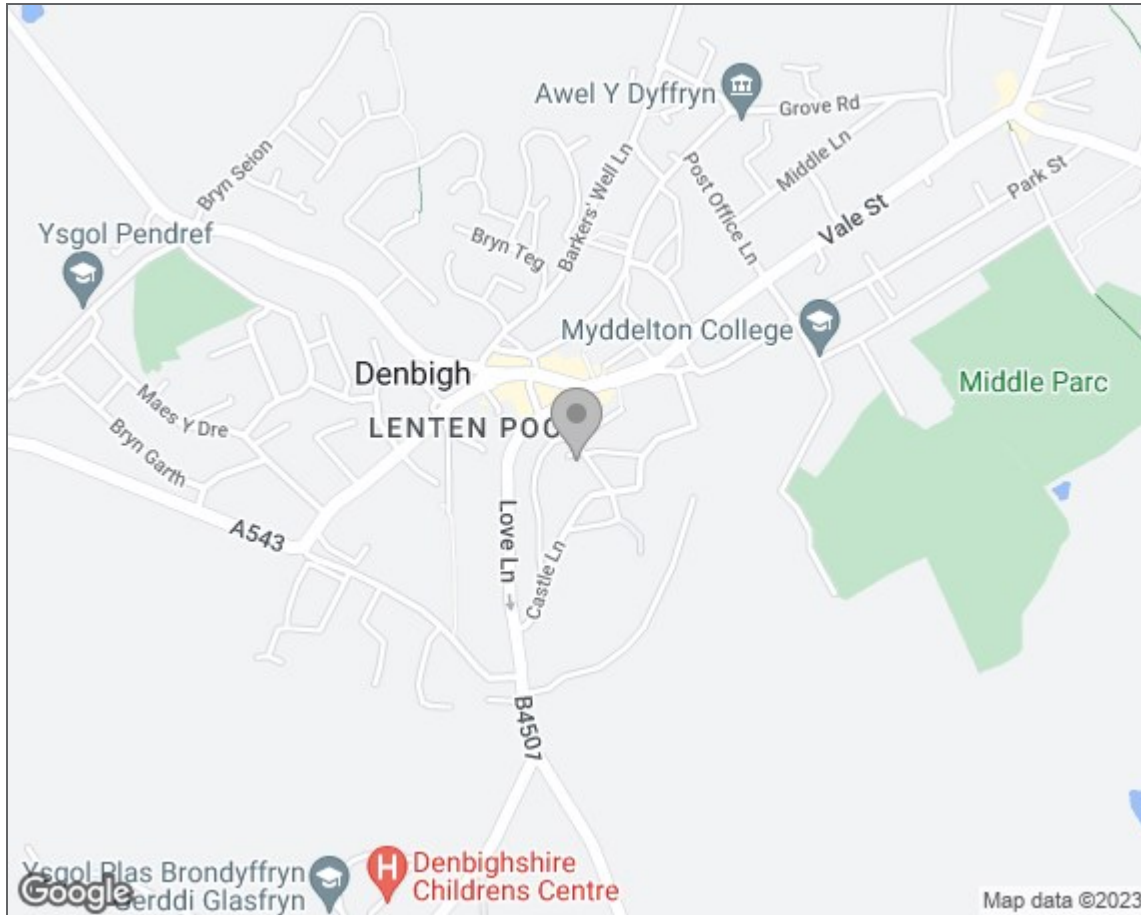 Awel Y Dyffryn
Grove Rd
Middle Ln
Post Office Ln
Park St
Vale St
Bryn Seion
Barkers' Well Ln
Ysgol Pendref
Bryn Teg
Myddelton College
Denbigh
Middle Parc
Maes Y Dre
LENTEN
Bryn Garth
A543
Love Ln
Castle Ln
B4501
Ysgol Plas Brondyffryn
Gerddi Glasfryn
H
Denbighshire
Childrens Centre
Google
Map data ©2023